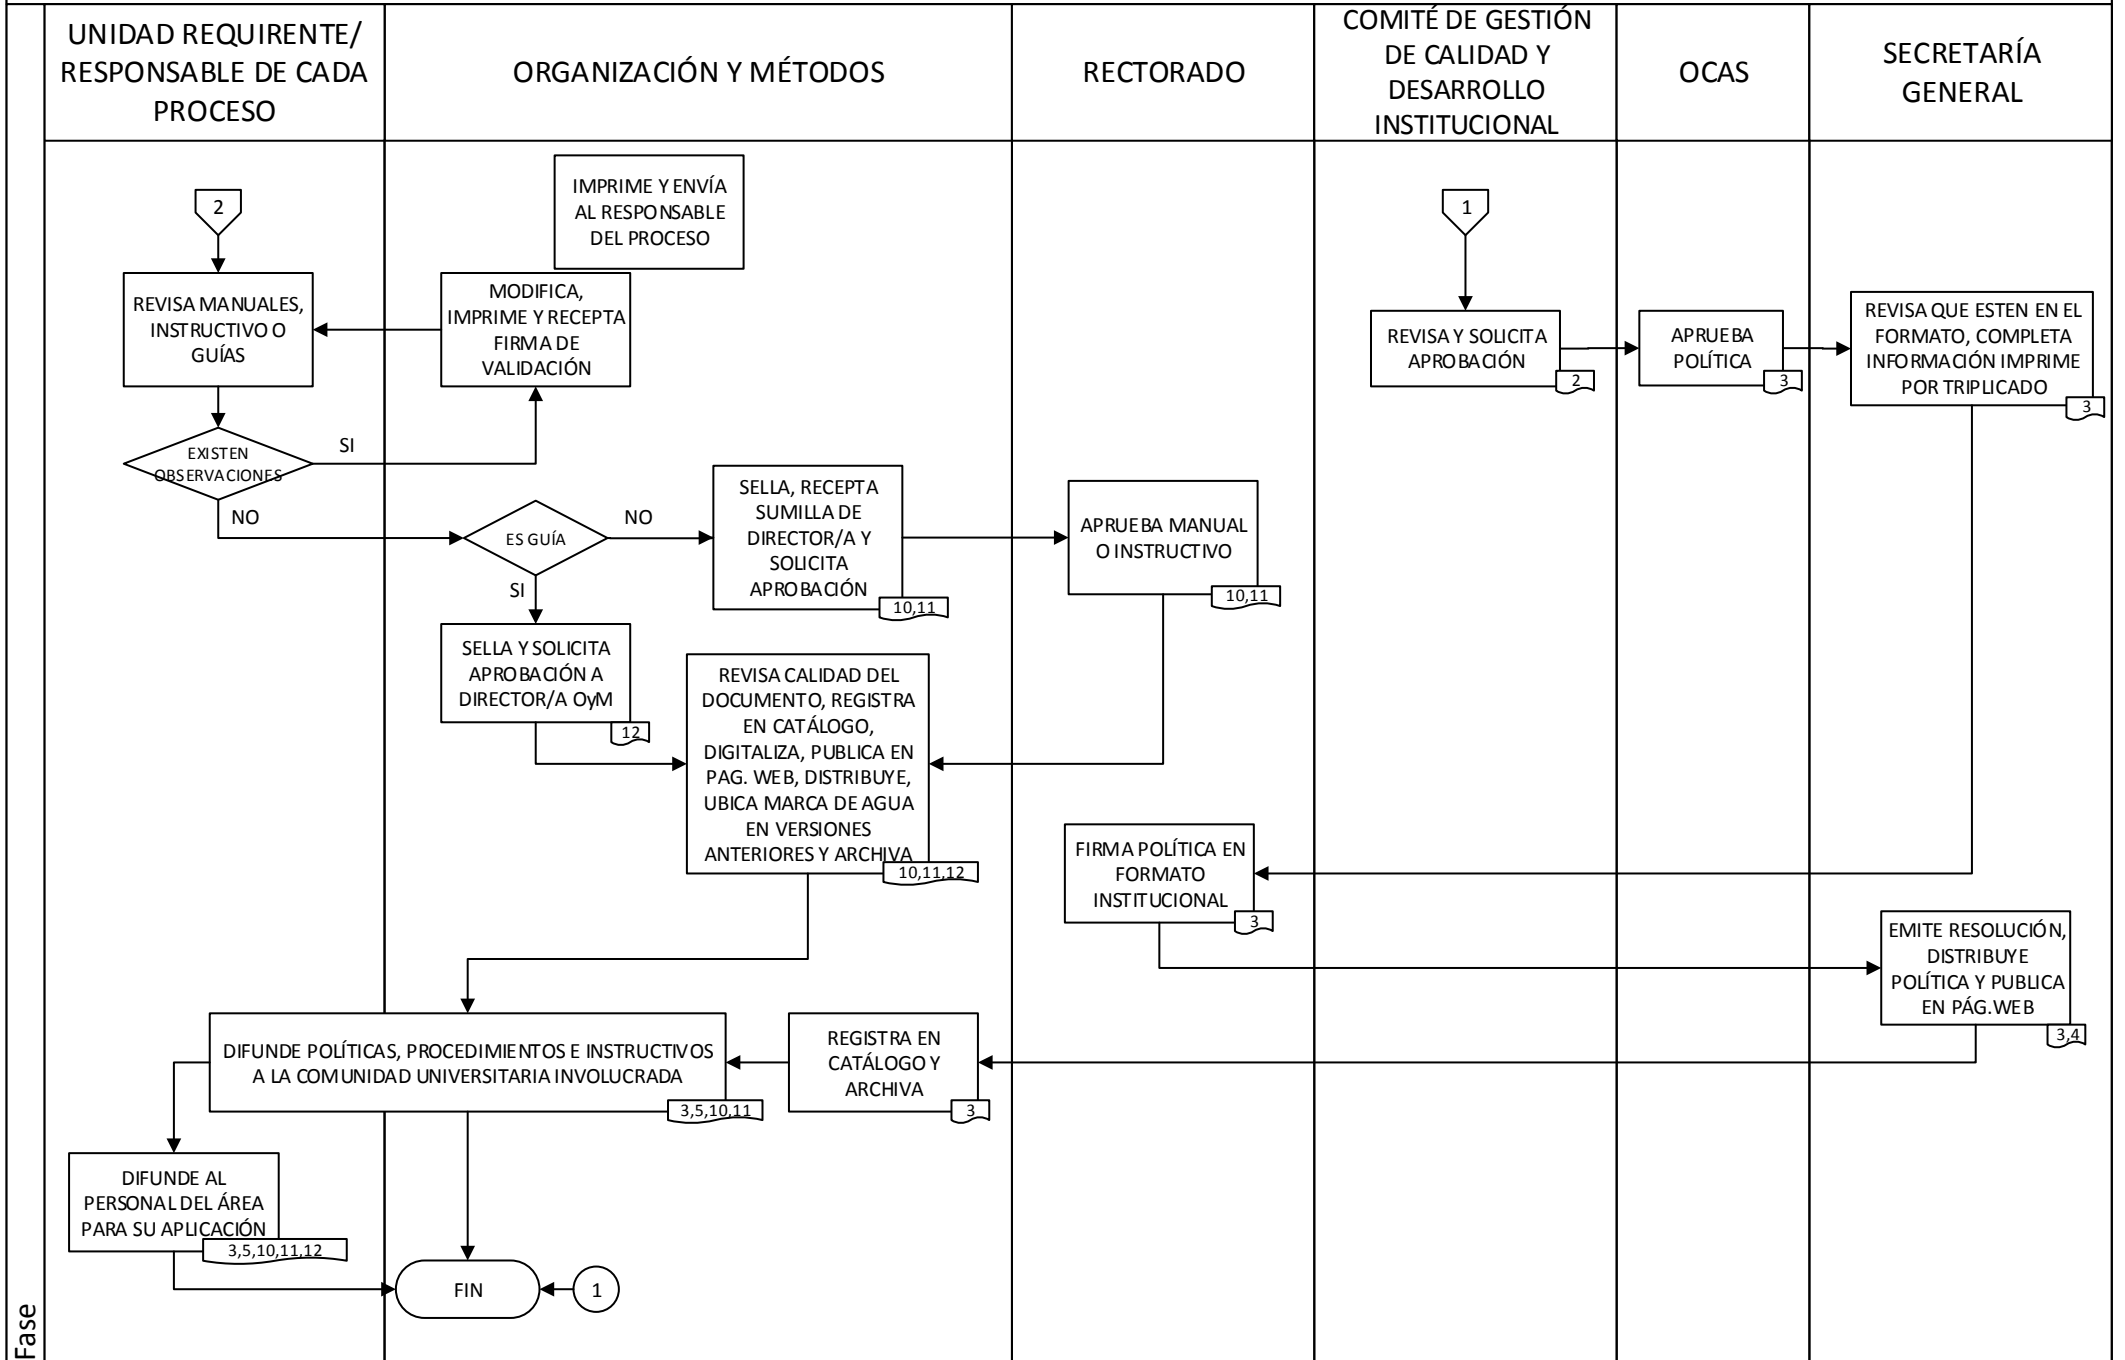 UNIDAD REQUIRENTE/
RESPONSABLE DE CADA
PROCESO
ORGANIZACIÓN Y MÉTODOS
RECTORADO
COMITÉ DE GESTIÓN
DE CALIDAD Y
DESARROLLO
INSTITUCIONAL
OCAS
SECRETARÍA
GENERAL
2
IMPRIME Y ENVÍA
AL RESPONSABLE
DEL PROCESO
1
REVISA MANUALES,
INSTRUCTIVO O
GUÍAS
MODIFICA,
IMPRIME Y RECEPTA
FIRMA DE
VALIDACIÓN
REVISA Y SOLICITA
APROBACIÓN
2
APRUEBA
POLÍTICA
3
REVISA QUE ESTEN EN EL
FORMATO, COMPLETA
INFORMACIÓN IMPRIME
POR TRIPLICADO
3
EXISTEN
OBSERVACIONES
SI
NO
ES GUÍA
NO
SI
SELLA, RECEPTA
SUMILLA DE
DIRECTOR/A Y
SOLICITA
APROBACIÓN
10,11
APRUEBA MANUAL
O INSTRUCTIVO
10,11
SELLA Y SOLICITA
APROBACIÓN A
DIRECTOR/A OyM
12
REVISA CALIDAD DEL
DOCUMENTO, REGISTRA
EN CATÁLOGO,
DIGITALIZA, PUBLICA EN
PAG. WEB, DISTRIBUYE,
UBICA MARCA DE AGUA
EN VERSIONES
ANTERIORES Y ARCHIVA
10,11,12
FIRMA POLÍTICA EN
FORMATO
INSTITUCIONAL
3
EMITE RESOLUCIÓN,
DISTRIBUYE
POLÍTICA Y PUBLICA
EN PÁG.WEB
3,4
DIFUNDE POLÍTICAS, PROCEDIMIENTOS E INSTRUCTIVOS
A LA COMUNIDAD UNIVERSITARIA INVOLUCRADA
3,5,10,11
REGISTRA EN
CATÁLOGO Y
ARCHIVA
3
DIFUNDE AL
PERSONAL DEL ÁREA
PARA SU APLICACIÓN
3,5,10,11,12
FIN
1
Fase